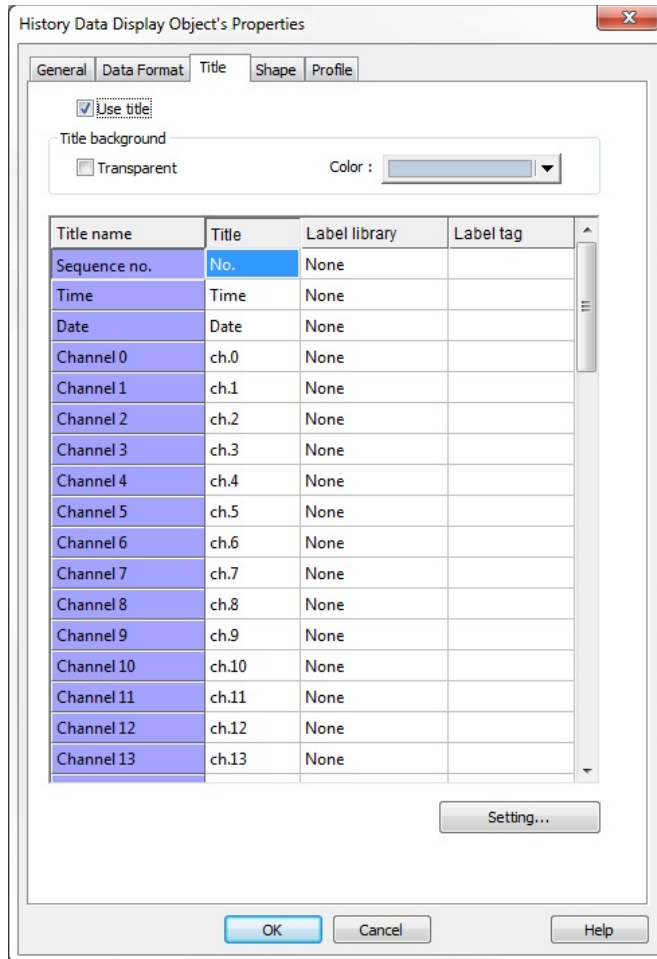 History Data Display Object's Properties
x
General Data Format Title Shape Profile
Use title
Title background
Transparent Color :
Title name Title Label library Label tag
Sequence no. No. None
Time Time None
Date Date None
Channel 0 ch.0 None
Channel 1 ch.1 None
Channel 2 ch.2 None
Channel 3 ch.3 None
Channel 4 ch.4 None
Channel 5 ch.5 None
Channel 6 ch.6 None
Channel 7 ch.7 None
Channel 8 ch.8 None
Channel 9 ch.9 None
Channel 10 ch.10 None
Channel 11 ch.11 None
Channel 12 ch.12 None
Channel 13 ch.13 None
Setting...
OK Cancel Help